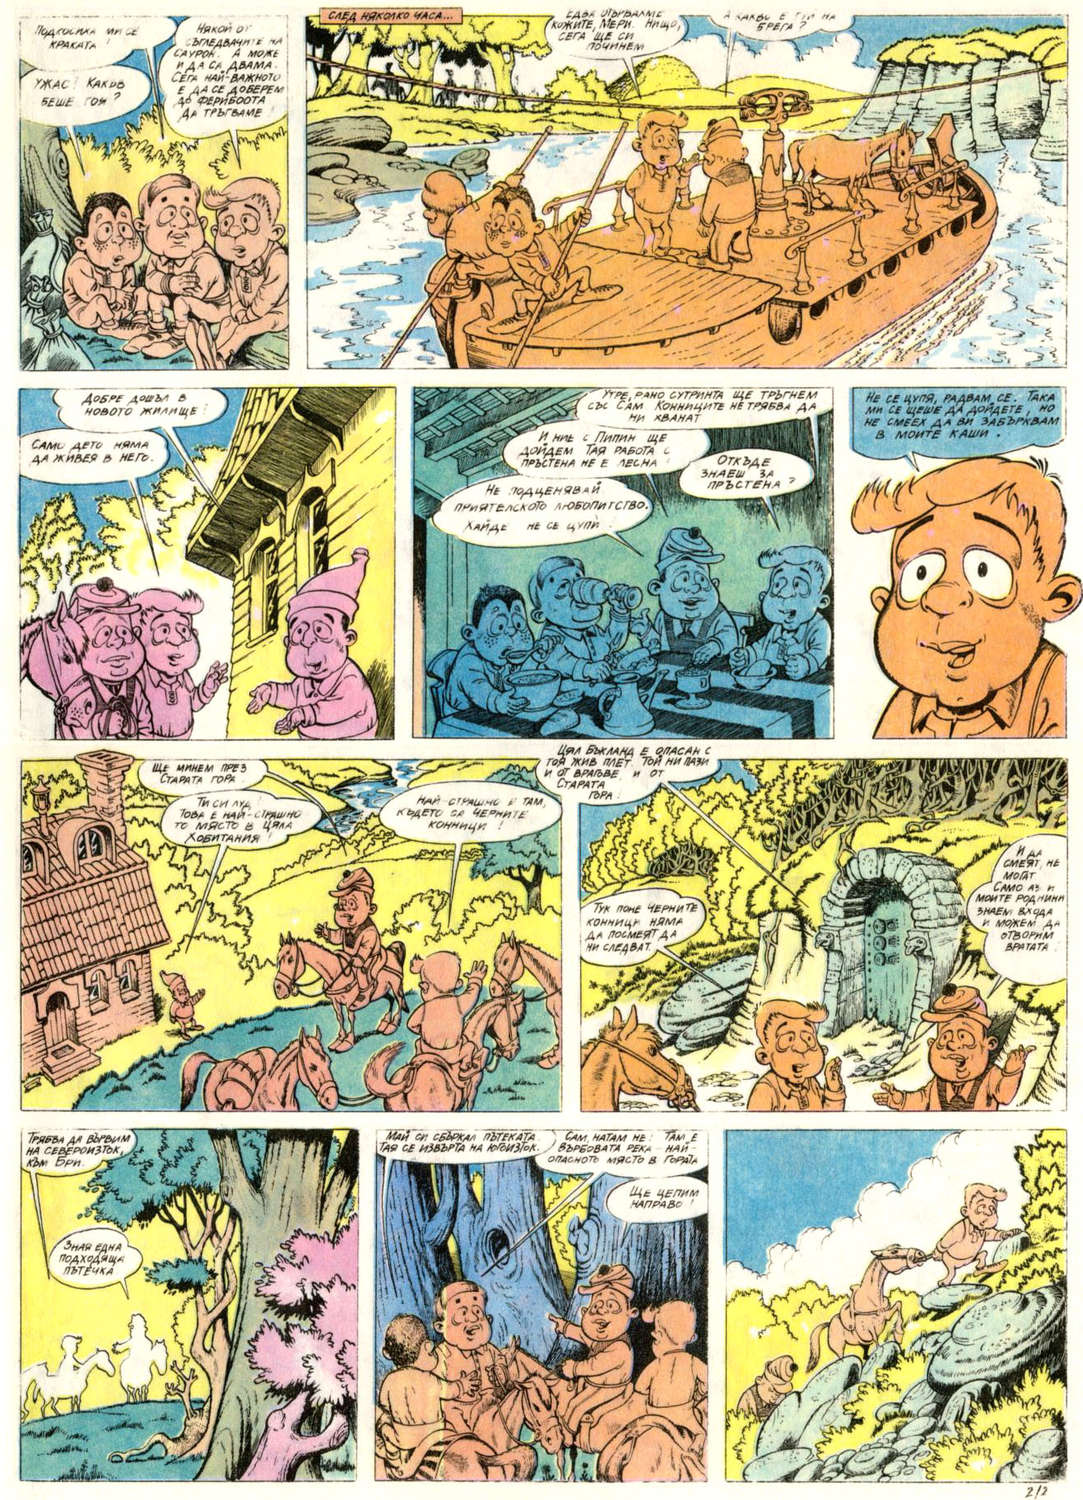 ПОДКОСИХА МИ СЕ
КРАКАТА!
УЖАС! КАКОВ
БЕШЕ ТОЯ?
НЯКОЙ ОТ
СЪГЛЕДВАЧИТЕ НА
САУРОН. А МОЖЕ
И ДА СА ДВАМА.
СЕГА НАЙ-ВАЖНОТО
Е ДА СЕ ДОБЕРЕМ
ДО ФЕРИБООТА
ДА ТРЪГВАМЕ!
СЛЕД НЯКОЛКО ЧАСА...
ЕДВА ОТЪРВАХМЕ
КОЖИТЕ, МЕРИ. НИЩО,
СЕГА ЩЕ СИ
ПОЧИНЕМ
А КАКВО Е ТУЙ НА
БРЕГА?
ДОБРЕ ДОШЪЛ В
НОВОТО ЖИЛИЩЕ!
САМО ДЕТО НЯМА
ДА ЖИВЕЯ В НЕГО.
УТРЕ, РАНО СУТРИНТА ЩЕ ТРЪГНЕМ
СЪС САМ. КОННИЦИТЕ НЕ ТРЯБВА ДА
НИ ХВАНАТ
И НИЕ С ПИПИН ЩЕ
ДОЙДЕМ. ТАЯ РАБОТА С
ПРЪСТЕНА НЕ Е ЛЕСНА!
ОТКЪДЕ
ЗНАЕШ ЗА
ПРЪСТЕНА?
НЕ ПОДЦЕНЯВАЙ
ПРИЯТЕЛСКОТО ЛЮБОПИТСТВО.
ХАЙДЕ НЕ СЕ ЦУПИ!
НЕ СЕ ЦУПЯ, РАДВАМ СЕ. ТАКА
МИ СЕ ЩЕШЕ ДА ДОЙДЕТЕ, НО
НЕ СМЕЕХ ДА ВИ ЗАБЪРКВАМ
В МОИТЕ КАШИ.
ЩЕ МИНЕМ ПРЕЗ
СТАРАТА ГОРА.
ТИ СИ ЛУД!
ТОВА Е НАЙ-СТРАШНО
ТО МЯСТО В ЦЯЛА
ХОБИТАНИЯ!
НАЙ-СТРАШНО Е ТАМ,
КЪДЕТО СА ЧЕРНИТЕ
КОННИЦИ!
ЦЯЛ БЪКЛАНД Е ОПАСАН С
ТОЯ ЖИВ ПЛЕТ. ТОЙ НИ ПАЗИ
И ОТ ВРАГОВЕ, И ОТ
СТАРАТА
ГОРА!
ТУК ПОНЕ ЧЕРНИТЕ
КОННИЦИ НЯМА
ДА ПОСМЕЯТ ДА
НИ СЛЕДВАТ.
И ДА
СМЕЯТ, НЕ
МОГАТ.
САМО АЗ И
МОИТЕ РОДНИНИ
ЗНАЕМ ВХОДА
И МОЖЕМ ДА
ОТВОРИМ
ВРАТАТА!
ТРЯБВА ДА ВЪРВИМ
НА СЕВЕРОИЗТОК,
КЪМ БРИ.
ЗНАЯ ЕДНА
ПОДХОДЯЩА
ПЪТЕЧКА
МАЙ СИ СБЪРКАЛ ПЪТЕКАТА.
ТАЯ СЕ ИЗВЪРТА НА ЮГОИЗТОК.
САМ, НАТАМ НЕ! ТАМ Е
ВЪРБОВАТА РЕКА - НАЙ
ОПАСНОТО МЯСТО В ГОРАТА
ЩЕ ЦЕПИМ
НАПРАВО!
2/2